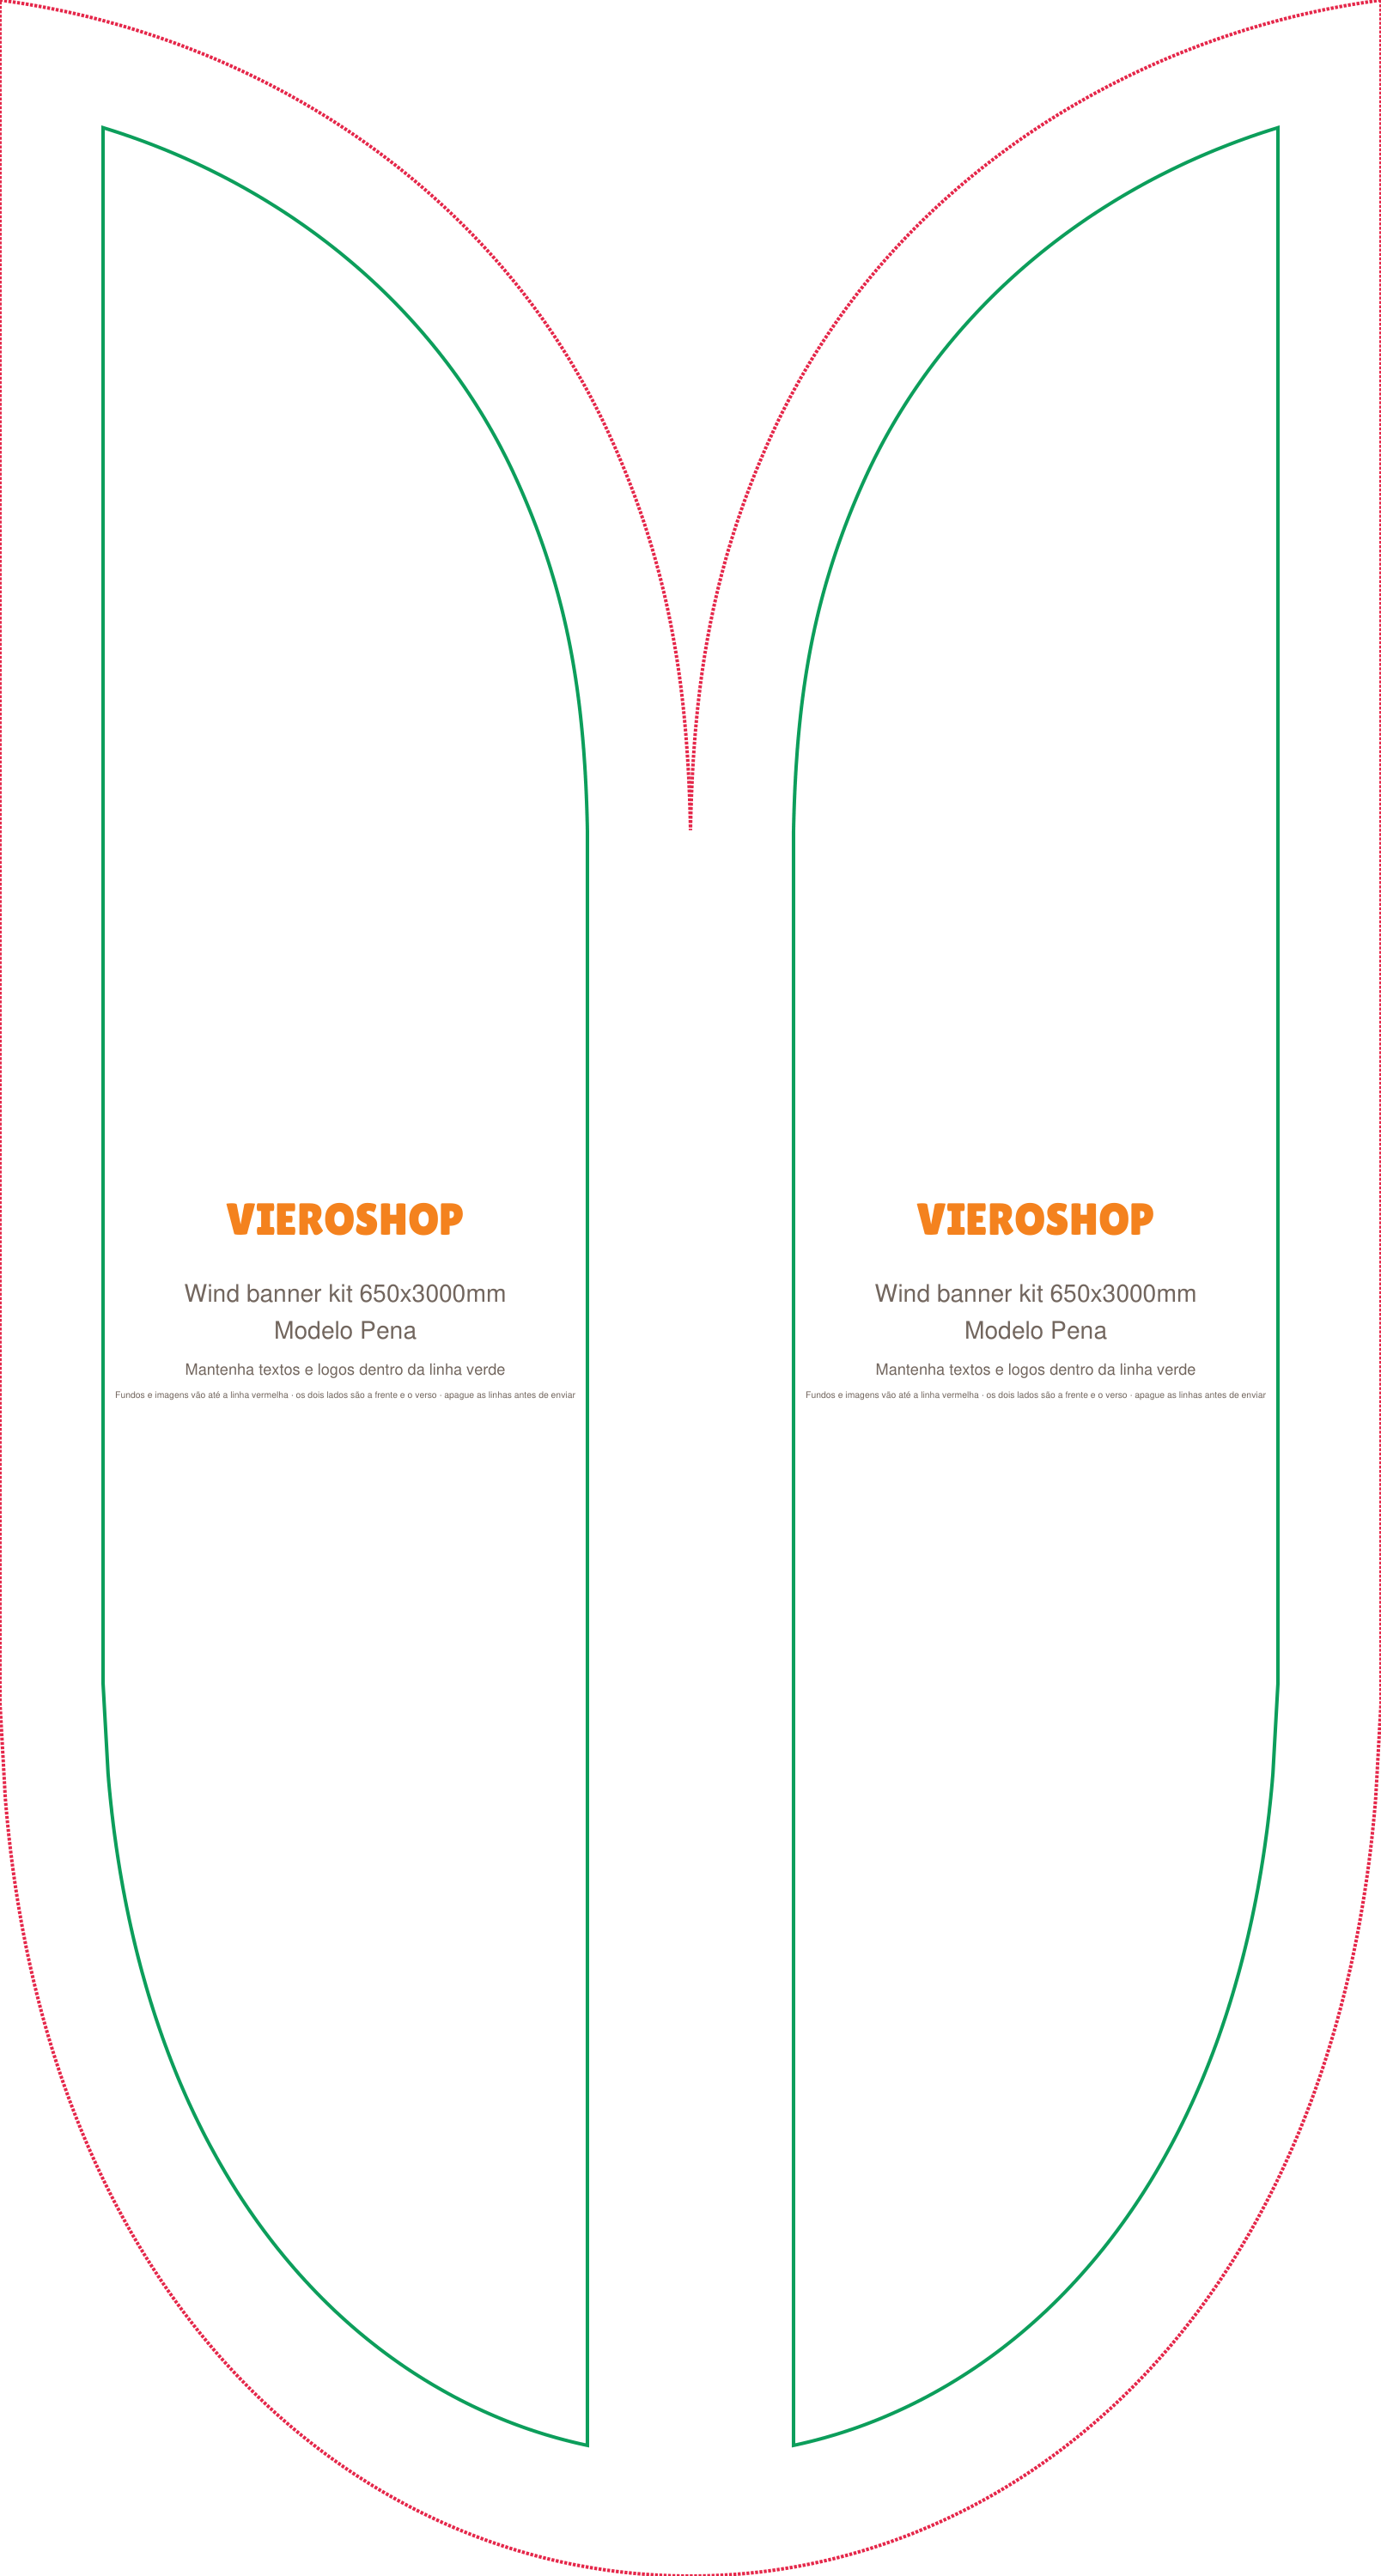 VIEROSHOP
Wind banner kit 650x3000mm
Modelo Pena
Mantenha textos e logos dentro da linha verde
Fundos e imagens vão até a linha vermelha · os dois lados são a frente e o verso · apague as linhas antes de enviar
VIEROSHOP
Wind banner kit 650x3000mm
Modelo Pena
Mantenha textos e logos dentro da linha verde
Fundos e imagens vão até a linha vermelha · os dois lados são a frente e o verso · apague as linhas antes de enviar